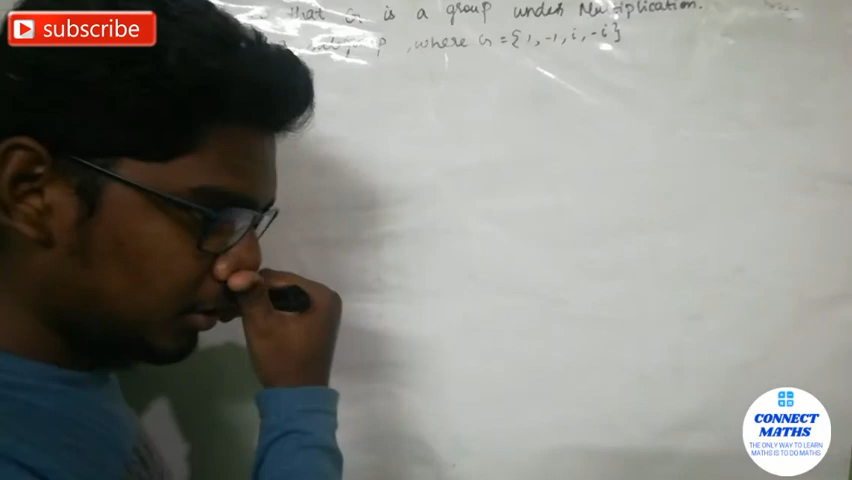 subscribe
that G is a group under Multiplication.
, where G = {1, -1, i, -i}
CONNECT
MATHS
THE ONLY WAY TO LEARN
MATHS IS TO DO MATHS